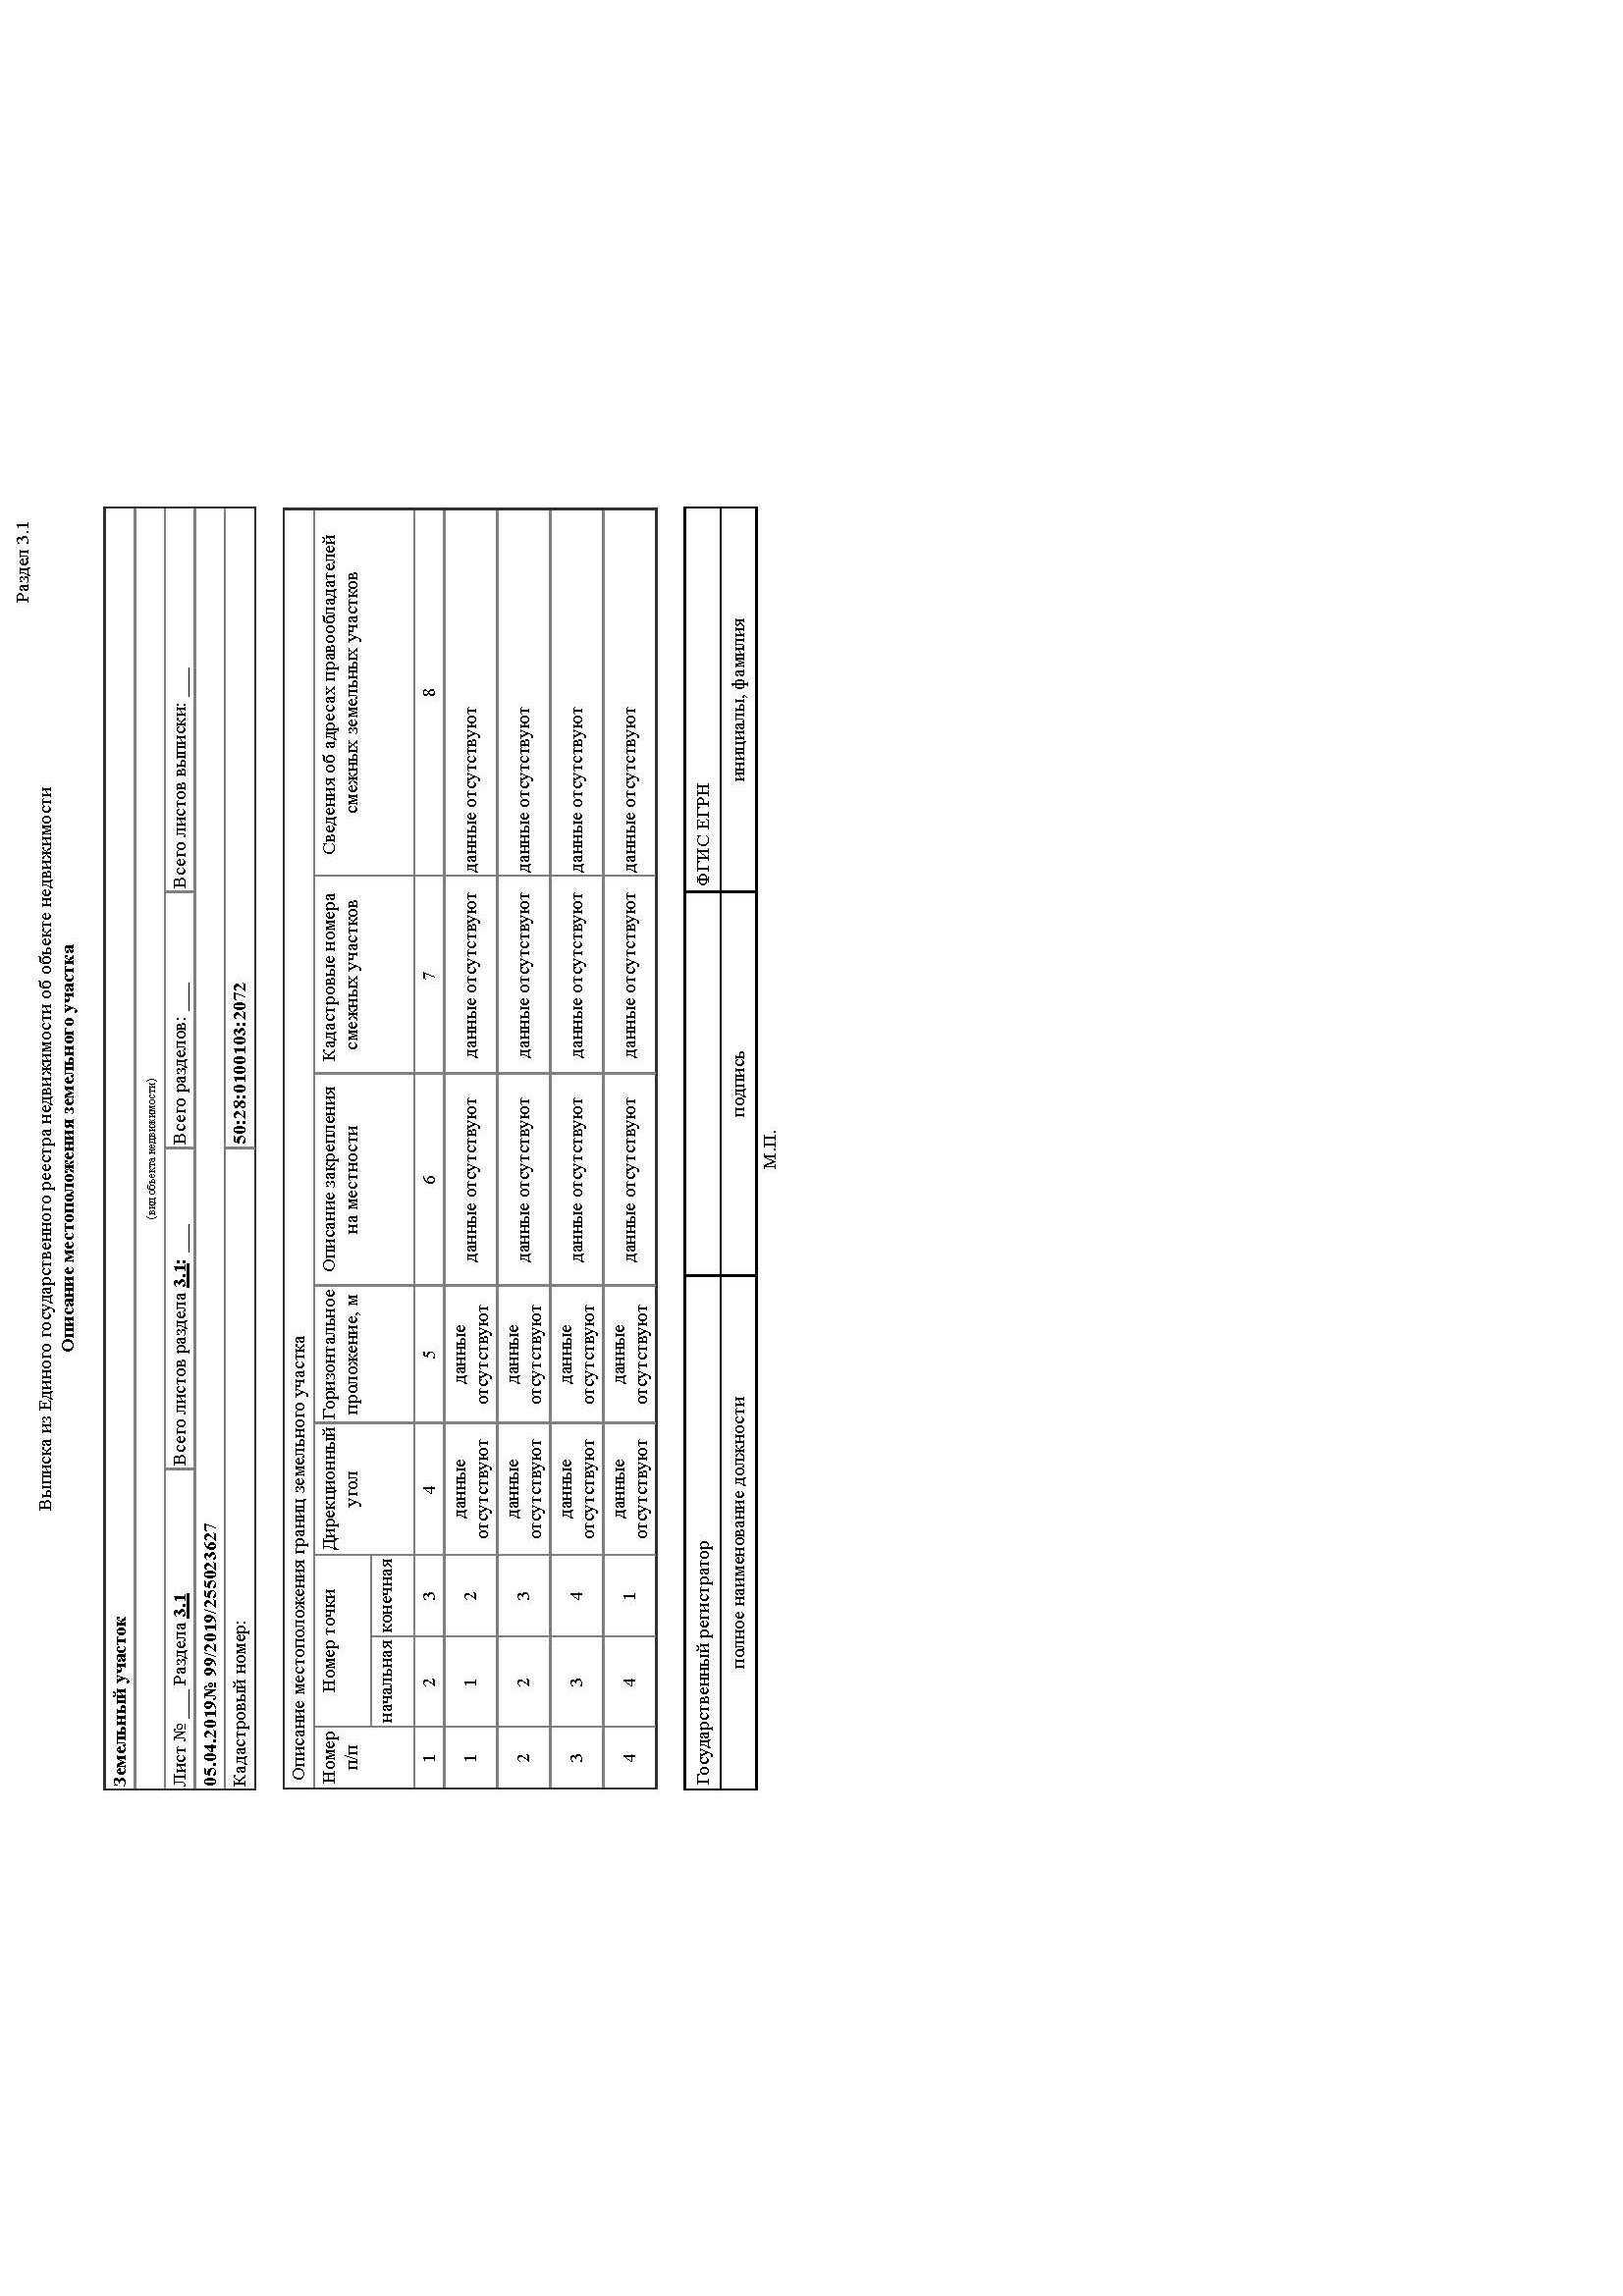 Раздел 3.1
Выписка из Единого государственного реестра недвижимости об объекте недвижимости
Описание местоположения земельного участка
Земельный участок
(вид объекта недвижимости)
Лист № ___ Раздела 3.1 Всего листов раздела 3.1: ___ Всего разделов: ___ Всего листов выписки: ___
05.04.2019№ 99/2019/255023627
Кадастровый номер: 50:28:0100103:2072
Описание местоположения границ земельного участка
Номер п/п Номер точки Дирекционный угол Горизонтальное проложение, м Описание закрепления на местности Кадастровые номера смежных участков Сведения об адресах правообладателей смежных земельных участков
начальная конечная
1 2 3 4 5 6 7 8
1 1 2 данные отсутствуют данные отсутствуют данные отсутствуют данные отсутствуют данные отсутствуют
2 2 3 данные отсутствуют данные отсутствуют данные отсутствуют данные отсутствуют данные отсутствуют
3 3 4 данные отсутствуют данные отсутствуют данные отсутствуют данные отсутствуют данные отсутствуют
4 4 1 данные отсутствуют данные отсутствуют данные отсутствуют данные отсутствуют данные отсутствуют
Государственный регистратор ФГИС ЕГРН
полное наименование должности подпись инициалы, фамилия
М.П.